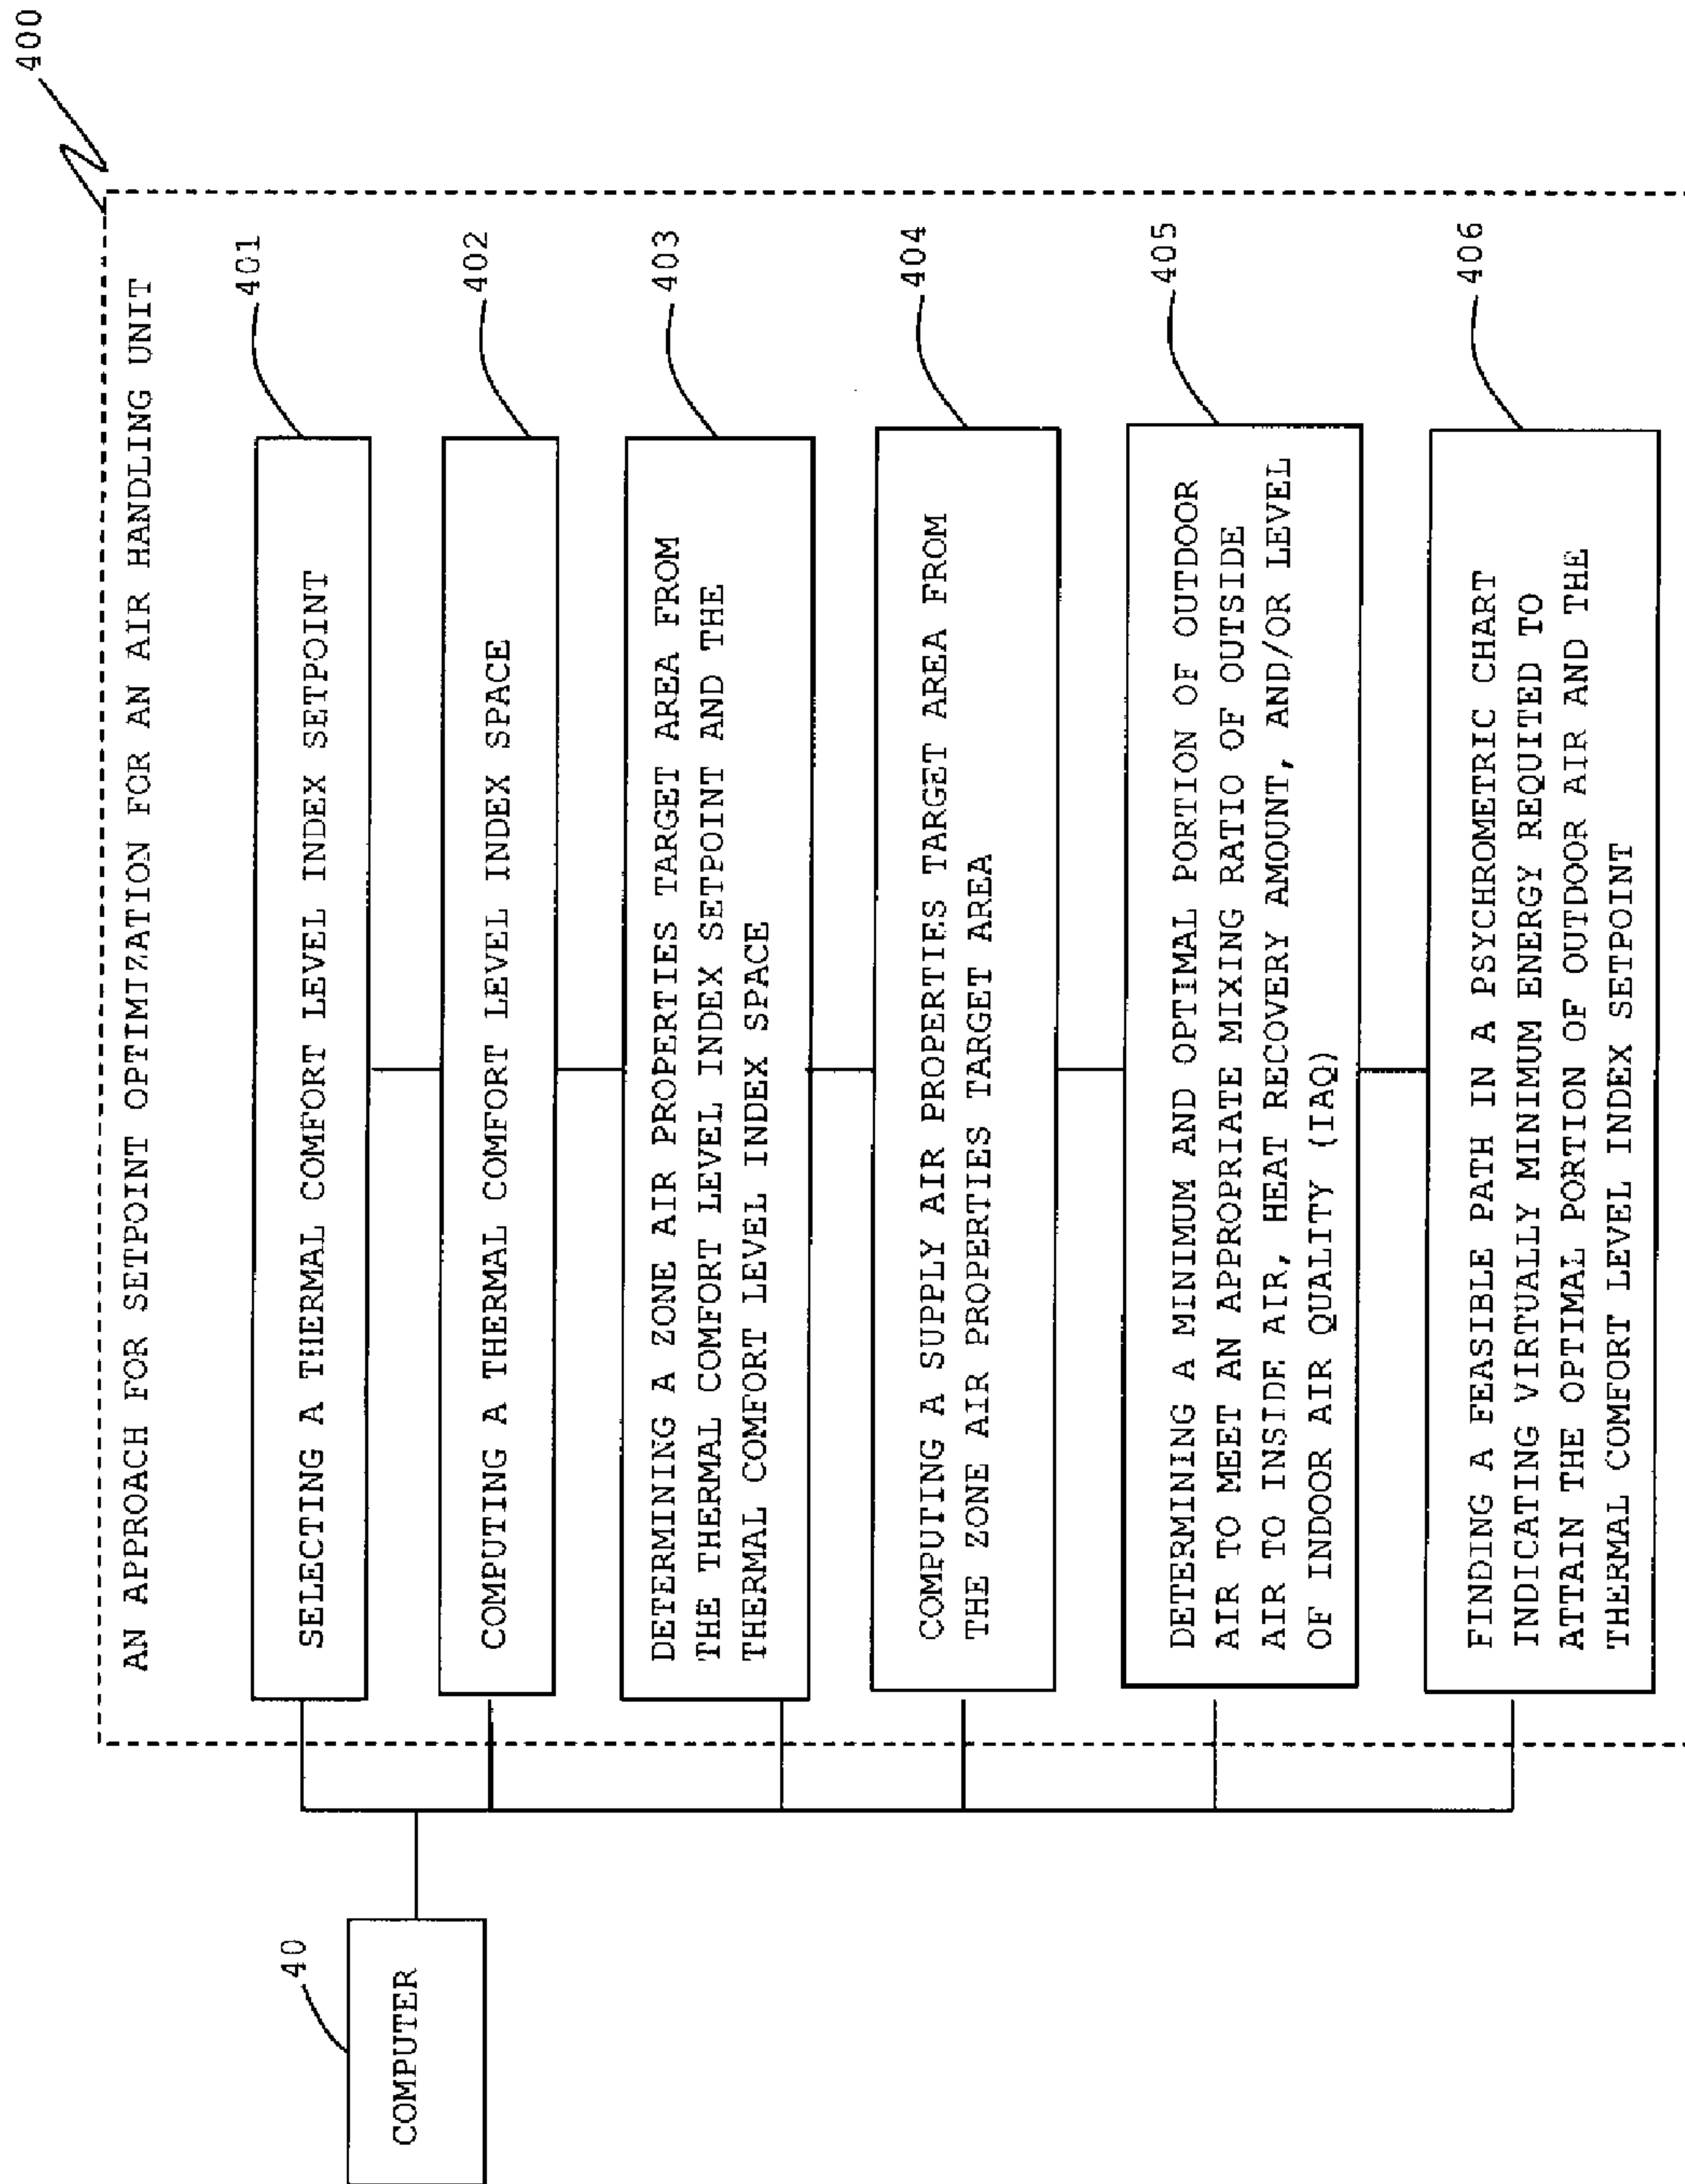 400
AN APPROACH FOR SETPOINT OPTIMIZATION FOR AN AIR HANDLING UNIT
401
SELECTING A THERMAL COMFORT LEVEL INDEX SETPOINT
402
COMPUTING A THERMAL COMFORT LEVEL INDEX SPACE
403
DETERMINING A ZONE AIR PROPERTIES TARGET AREA FROM
THE THERMAL COMFORT LEVEL INDEX SETPOINT AND THE
THERMAL COMFORT LEVEL INDEX SPACE
404
COMPUTING A SUPPLY AIR PROPERTIES TARGET AREA FROM
THE ZONE AIR PROPERTIES TARGET AREA
405
DETERMINING A MINIMUM AND OPTIMAL PORTION OF OUTDOOR
AIR TO MEET AN APPROPRIATE MIXING RATIO OF OUTSIDE
AIR TO INSIDE AIR, HEAT RECOVERY AMOUNT, AND/OR LEVEL
OF INDOOR AIR QUALITY (IAQ)
406
FINDING A FEASIBLE PATH IN A PSYCHROMETRIC CHART
INDICATING VIRTUALLY MINIMUM ENERGY REQUITED TO
ATTAIN THE OPTIMAL PORTION OF OUTDOOR AIR AND THE
THERMAL COMFORT LEVEL INDEX SETPOINT
40
COMPUTER